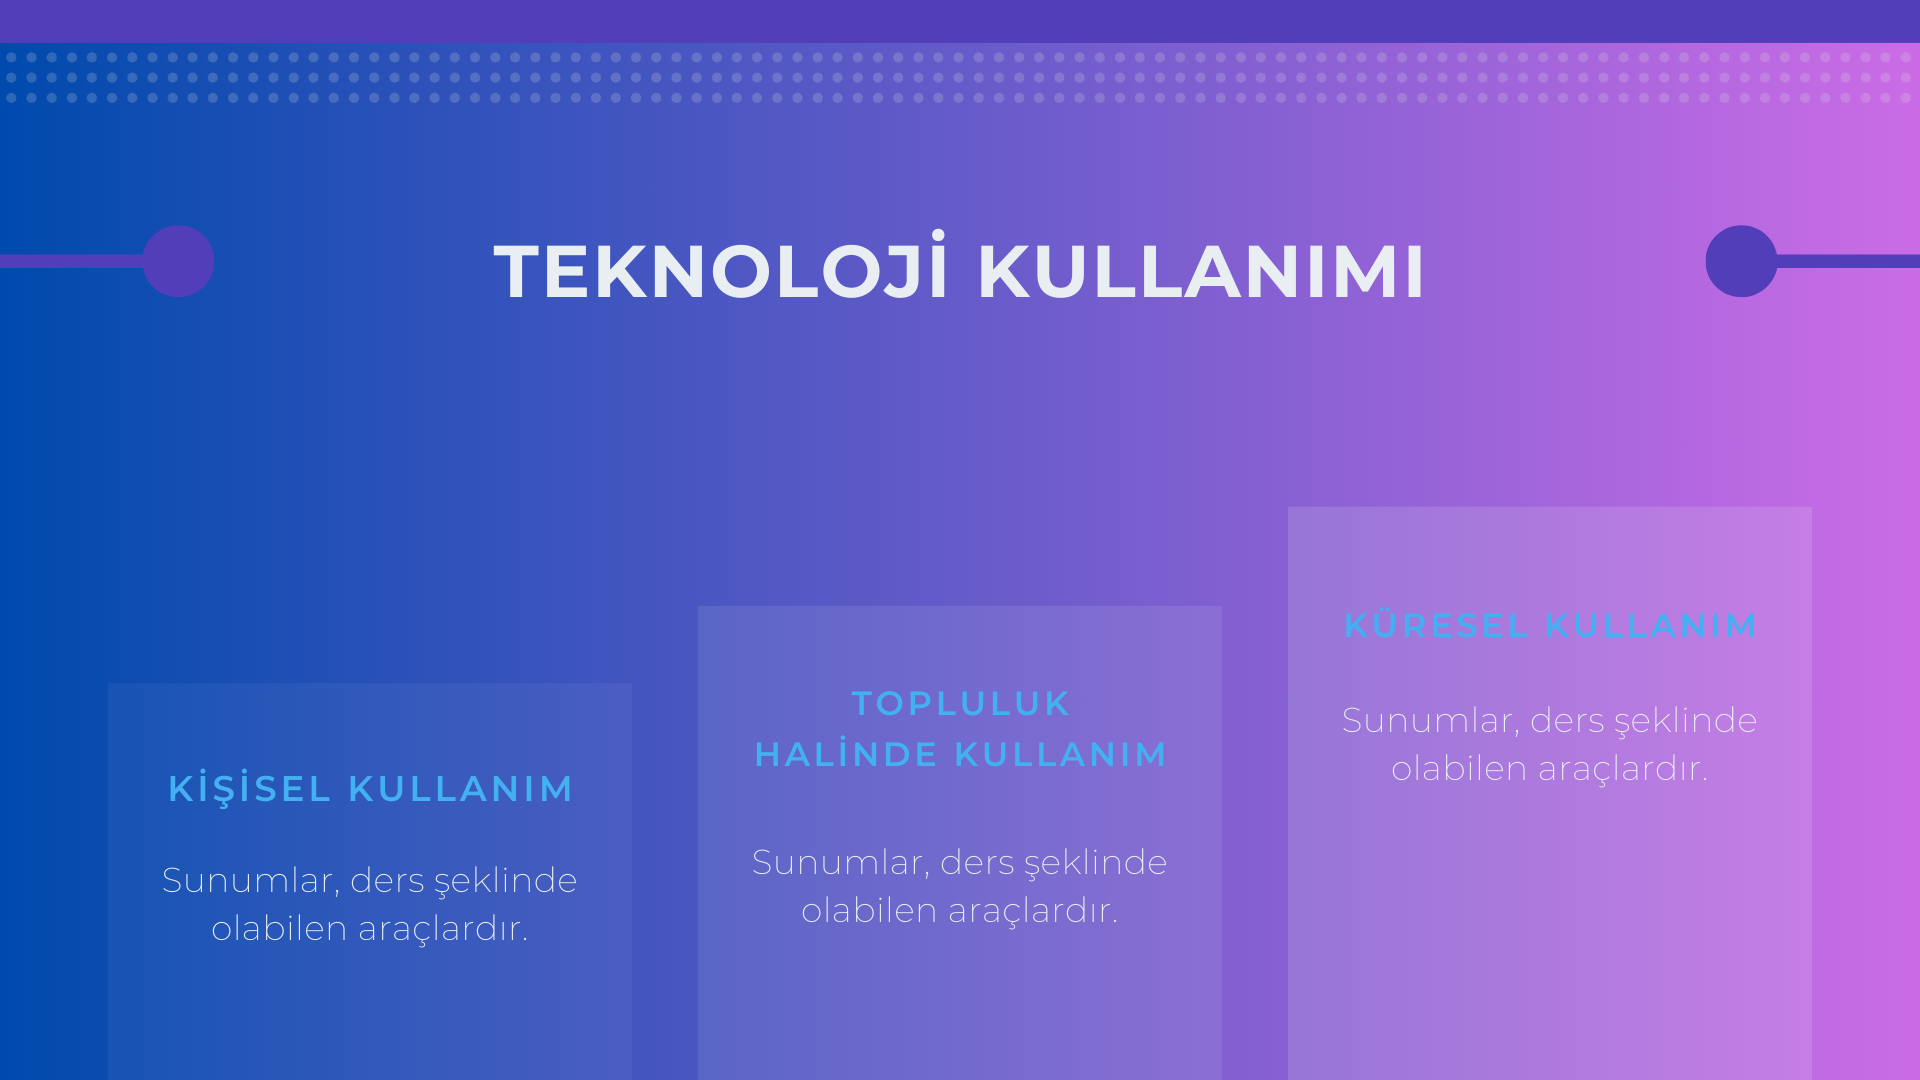 TEKNOLOJİ KULLANIMI
KİŞİSEL KULLANIM
Sunumlar, ders şeklinde
olabilen araçlardır.
TOPLULUK
HALİNDE KULLANIM
Sunumlar, ders şeklinde
olabilen araçlardır.
KÜRESEL KULLANIM
Sunumlar, ders şeklinde
olabilen araçlardır.